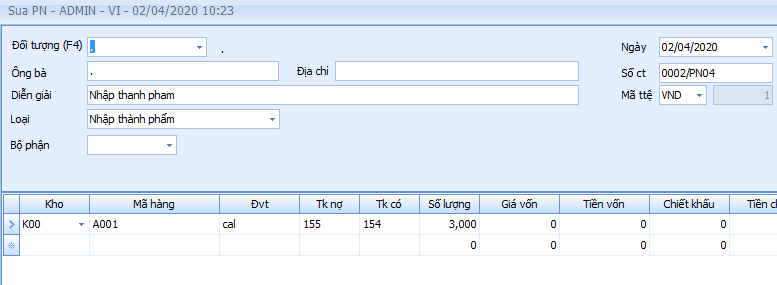 Sua PN - ADMIN - VI - 02/04/2020 10:23
Đối tượng (F4) . . Ngày 02/04/2020
Ông bà . Địa chỉ Số ct 0002/PN04
Diễn giải Nhập thanh pham Mã ttệ VND 1
Loại Nhập thành phẩm
Bộ phận
Kho Mã hàng Đvt Tk nợ Tk có Số lượng Giá vốn Tiền vốn Chiết khấu Tiền ch
K00 A001 cal 155 154 3,000 0 0 0
0 0 0 0